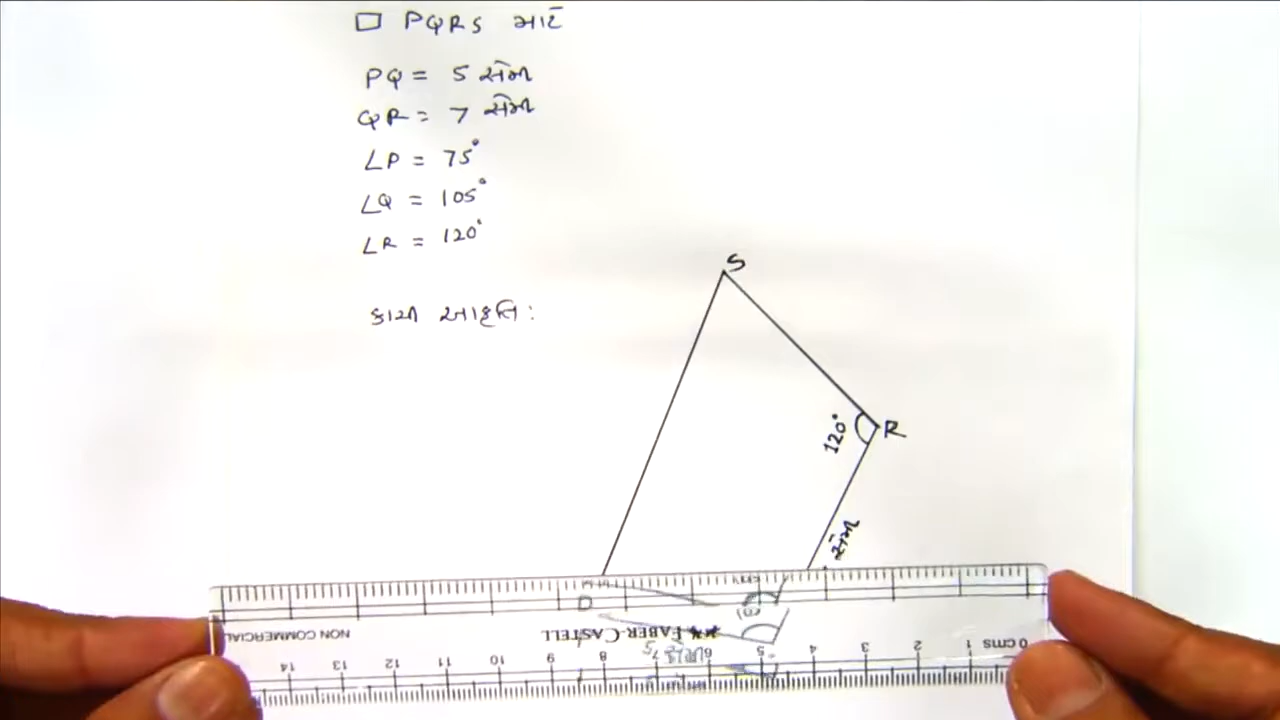 □ PQRS માટે
PQ = 5 સેમી
QR = 7 સેમી
∠P = 75°
∠Q = 105°
∠R = 120°
કાચી આકૃતિ :
S
120° R
સેમી
NON COMMERCIAL
FABER-CASTELL
0 cms 1 2 3 4 5 6 7 8 9 10 11 12 13 14